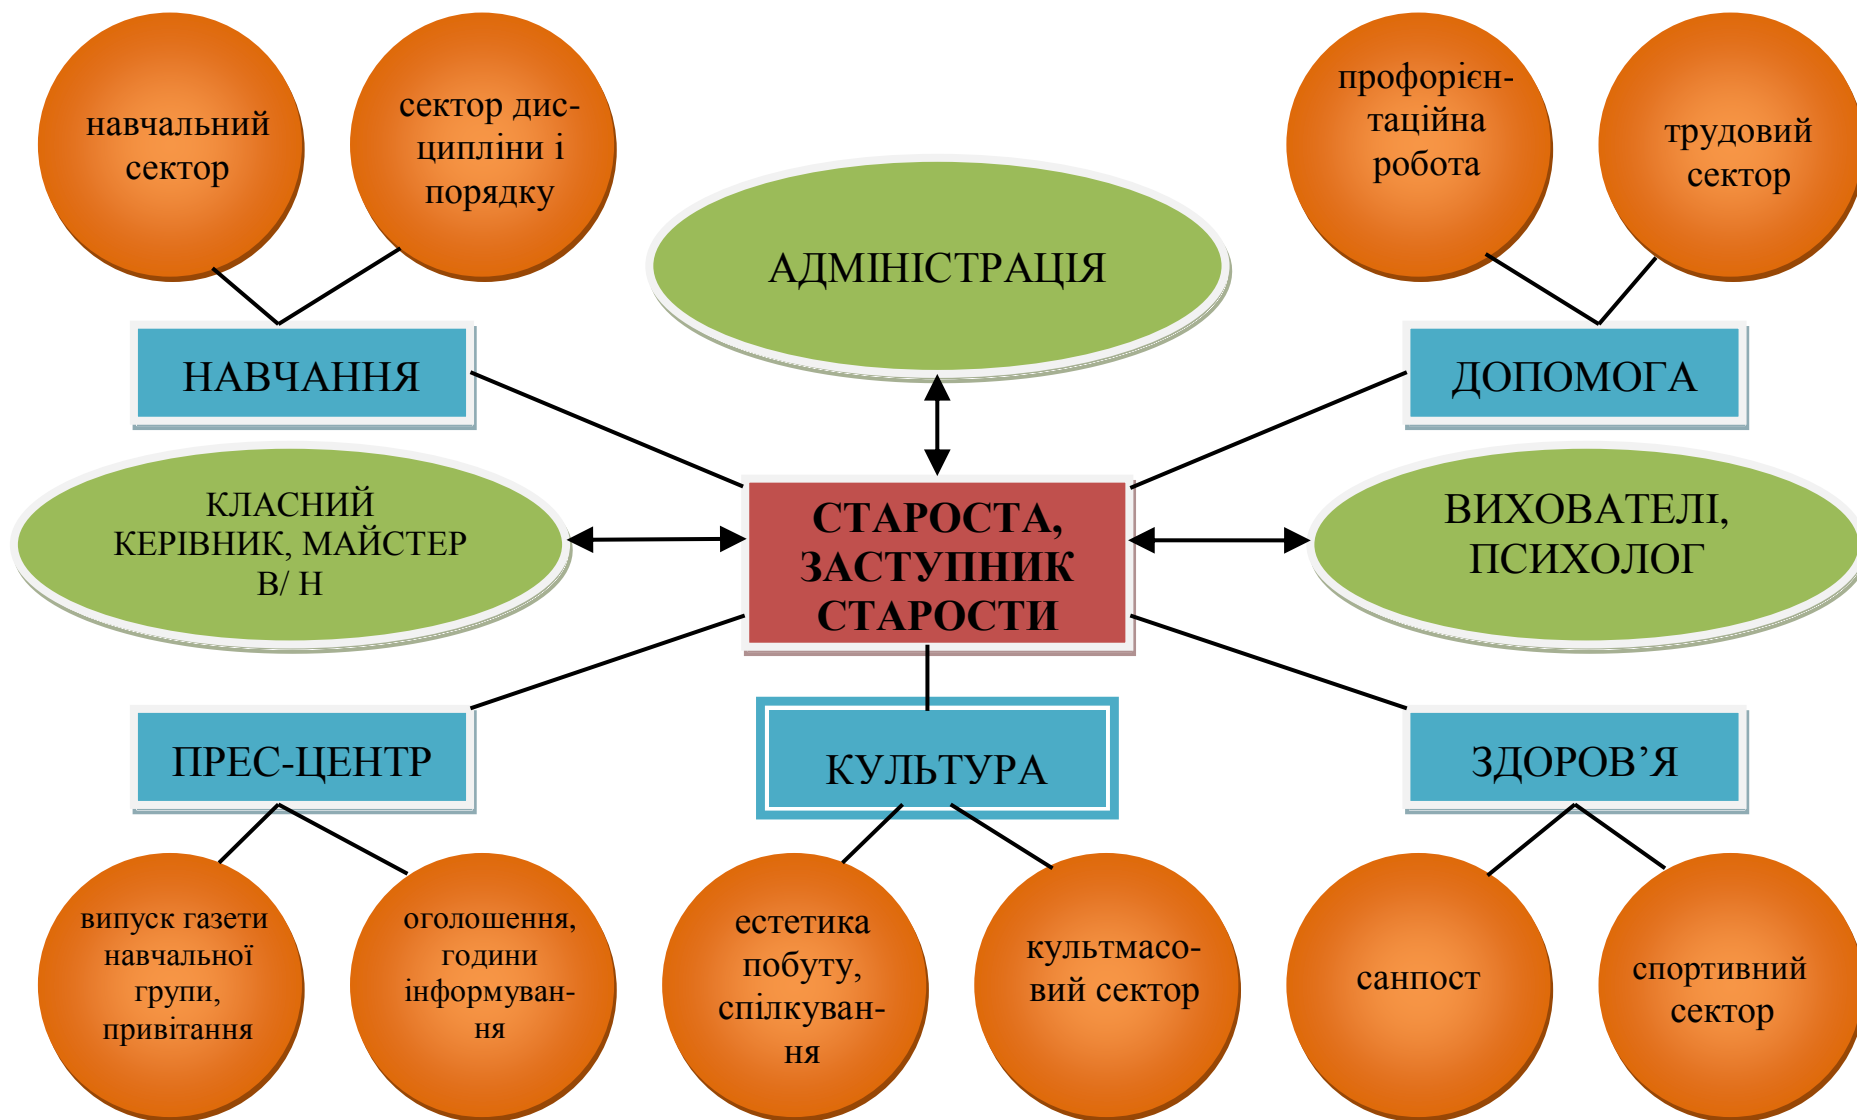 навчальний
сектор
сектор дис-
ципліни і
порядку
профорієн-
таційна
робота
трудовий
сектор
АДМІНІСТРАЦІЯ
НАВЧАННЯ
ДОПОМОГА
КЛАСНИЙ
КЕРІВНИК, МАЙСТЕР
В/ Н
СТАРОСТА,
ЗАСТУПНИК
СТАРОСТИ
ВИХОВАТЕЛІ,
ПСИХОЛОГ
ПРЕС-ЦЕНТР
КУЛЬТУРА
ЗДОРОВ’Я
випуск газети
навчальної
групи,
привітання
оголошення,
години
інформуван-
ня
естетика
побуту,
спілкуван-
ня
культмасо-
вий сектор
санпост
спортивний
сектор